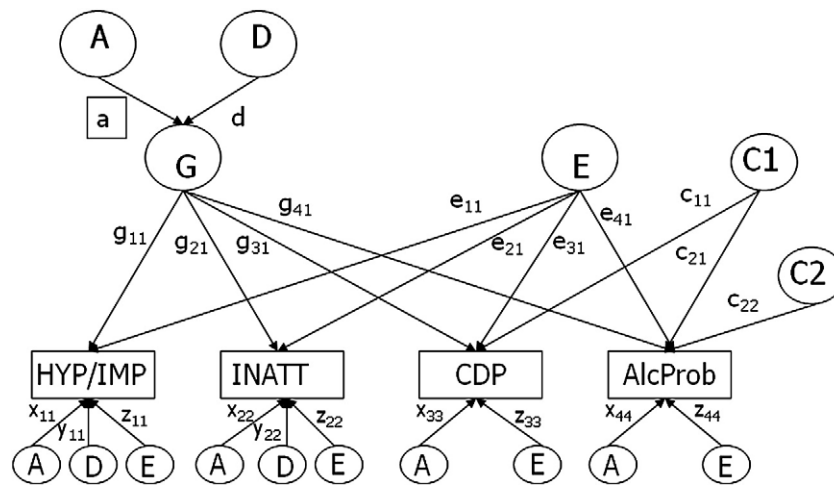 A D
a d
G E C1
g₁₁ g₂₁ g₃₁ g₄₁ e₁₁ e₂₁ e₃₁ e₄₁ c₁₁ c₂₁
C2
c₂₂
HYP/IMP INATT CDP AlcProb
x₁₁ y₁₁ z₁₁ x₂₂ y₂₂ z₂₂ x₃₃ z₃₃ x₄₄ z₄₄
A D E A D E A E A E